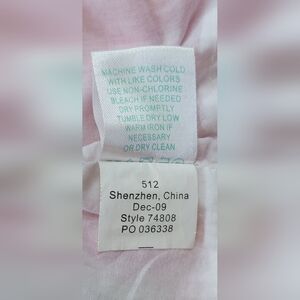 MACHINE WASH COLD
WITH LIKE COLORS
USE NON-CHLORINE
BLEACH IF NEEDED
DRY PROMPTLY
TUMBLE DRY LOW
WARM IRON IF
NECESSARY
OR DRY CLEAN
512
Shenzhen, China
Dec-09
Style 74808
PO 036338